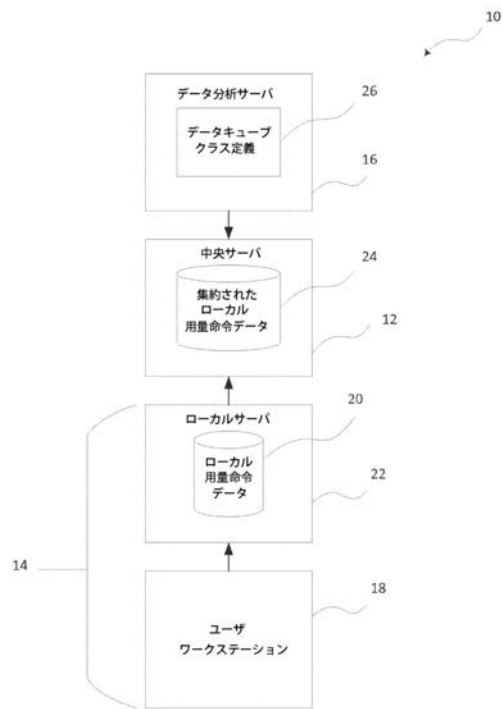 10
データ分析サーバ
26
データキューブ
クラス定義
16
中央サーバ
24
集約された
ローカル
用量命令データ
12
ローカルサーバ
20
ローカル
用量命令
データ
22
14
18
ユーザ
ワークステーション